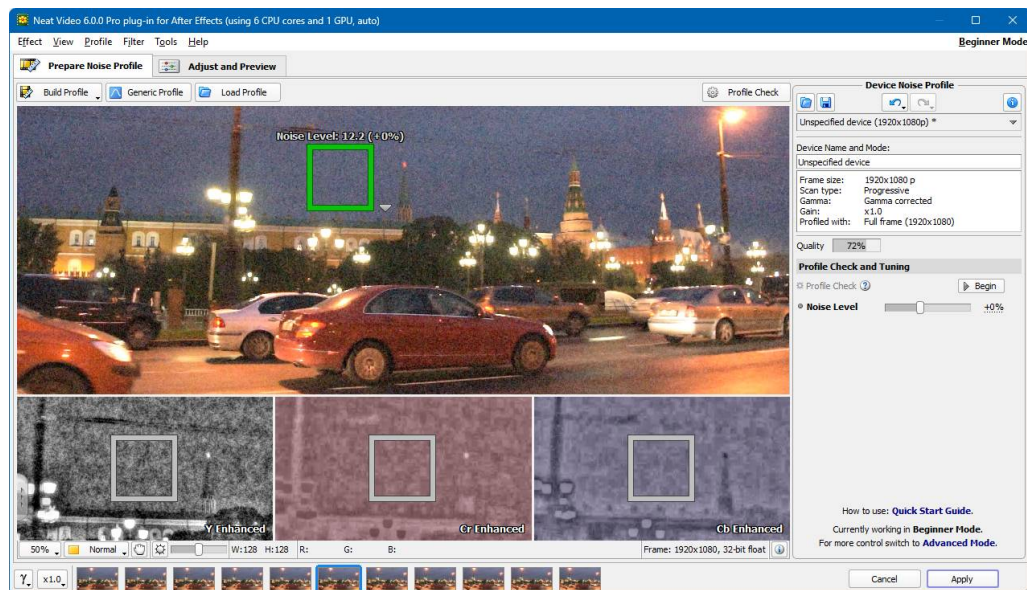 Neat Video 6.0.0 Pro plug-in for After Effects (using 6 CPU cores and 1 GPU, auto)
Effect View Profile Filter Tools Help
Beginner Mode
Prepare Noise Profile
Adjust and Preview
Build Profile
Generic Profile
Load Profile
Profile Check
Noise Level: 12.2 (+0%)
Y Enhanced
Cr Enhanced
Cb Enhanced
50%
Normal
W:128 H:128 R: G: B:
Frame: 1920x1080, 32-bit float
γ
x1.0
Device Noise Profile
Unspecified device (1920x1080p) *
Device Name and Mode:
Unspecified device
Frame size: 1920x1080 p
Scan type: Progressive
Gamma: Gamma corrected
Gain: x1.0
Profiled with: Full frame (1920x1080)
Quality 72%
Profile Check and Tuning
Profile Check
Begin
Noise Level +0%
How to use: Quick Start Guide.
Currently working in Beginner Mode.
For more control switch to Advanced Mode.
Cancel
Apply